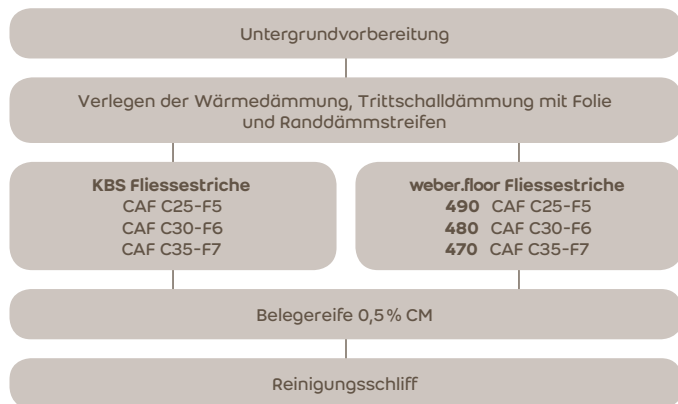 Untergrundvorbereitung
Verlegen der Wärmedämmung, Trittschalldämmung mit Folie
und Randdämmstreifen
KBS Fliessestriche
CAF C25-F5
CAF C30-F6
CAF C35-F7
weber.floor Fliessestriche
490 CAF C25-F5
480 CAF C30-F6
470 CAF C35-F7
Belegereife 0,5% CM
Reinigungsschliff